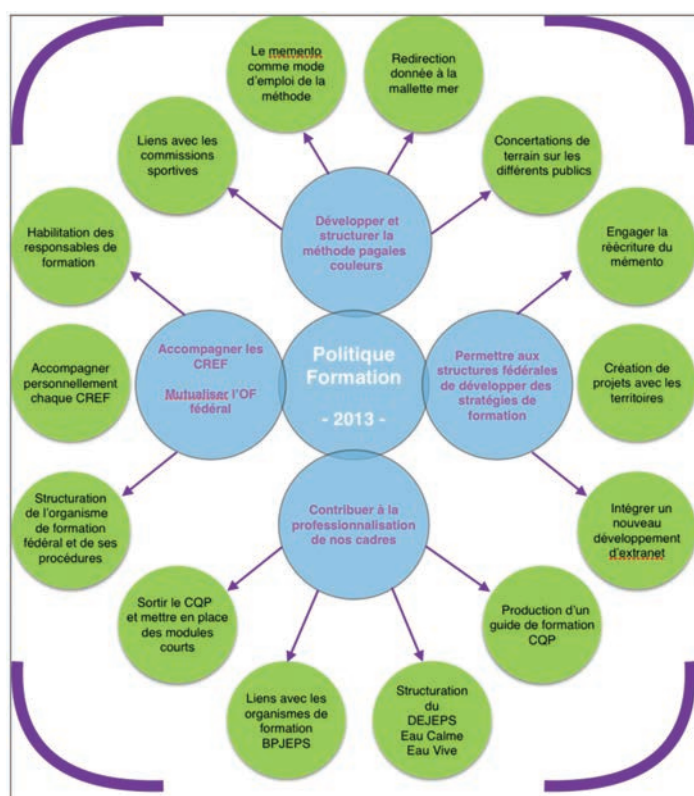 Le memento
comme mode
d'emploi de la
méthode
Redirection
donnée à la
mallette mer
Liens avec les
commissions
sportives
Concertations de
terrain sur les
différents publics
Développer et
structurer la
méthode pagaies
couleurs
Habilitation des
responsables de
formation
Engager la
réécriture du
mémento
Accompagner les
CREF
Mutualiser l'OF
fédéral
Politique
Formation
- 2013 -
Permettre aux
structures fédérales
de développer des
stratégies de
formation
Accompagner
personnellement
chaque CREF
Création de
projets avec les
territoires
Structuration
de l'organisme
de formation
fédéral et de ses
procédures
Contribuer à la
professionnalisation
de nos cadres
Intégrer un
nouveau
développement
d'extranet
Sortir le CQP
et mettre en place
des modules
courts
Production d'un
guide de formation
CQP
Liens avec les
organismes de
formation
BPJEPS
Structuration
du
DEJEPS
Eau Calme
Eau Vive